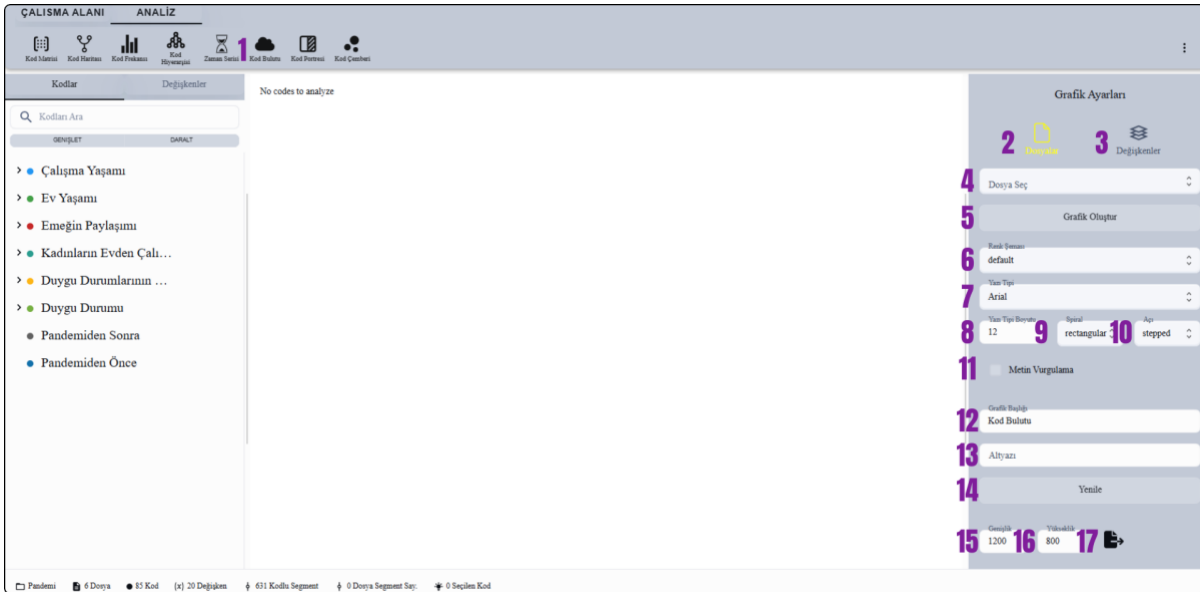 ÇALISMA ALANI ANALİZ
Kod Matrisi Kod Haritası Kod Frekansı Kod Hiyerarşisi Zaman Serisi 1 Kod Bulutu Kod Portresi Kod Çemberi
Kodlar Değişkenler
Kodları Ara
GENİŞLET DARALT
Çalışma Yaşamı
Ev Yaşamı
Emeğin Paylaşımı
Kadınların Evden Çalı…
Duygu Durumlarının …
Duygu Durumu
Pandemiden Sonra
Pandemiden Önce
No codes to analyze
Grafik Ayarları
2 Dosyalar 3 Değişkenler
4 Dosya Seç
5 Grafik Oluştur
Renk Şeması
6 default
Yazı Tipi
7 Arial
Yazı Tipi Boyutu Spiral Açı
8 12 9 rectangular 10 stepped
11 Metin Vurgulama
Grafik Başlığı
12 Kod Bulutu
13 Altyazı
14 Yenile
Genişlik Yükseklik
15 1200 16 800 17
Pandemi 6 Dosya 85 Kod {x} 20 Değişken 631 Kodlu Segment 0 Dosya Segment Say. 0 Seçilen Kod